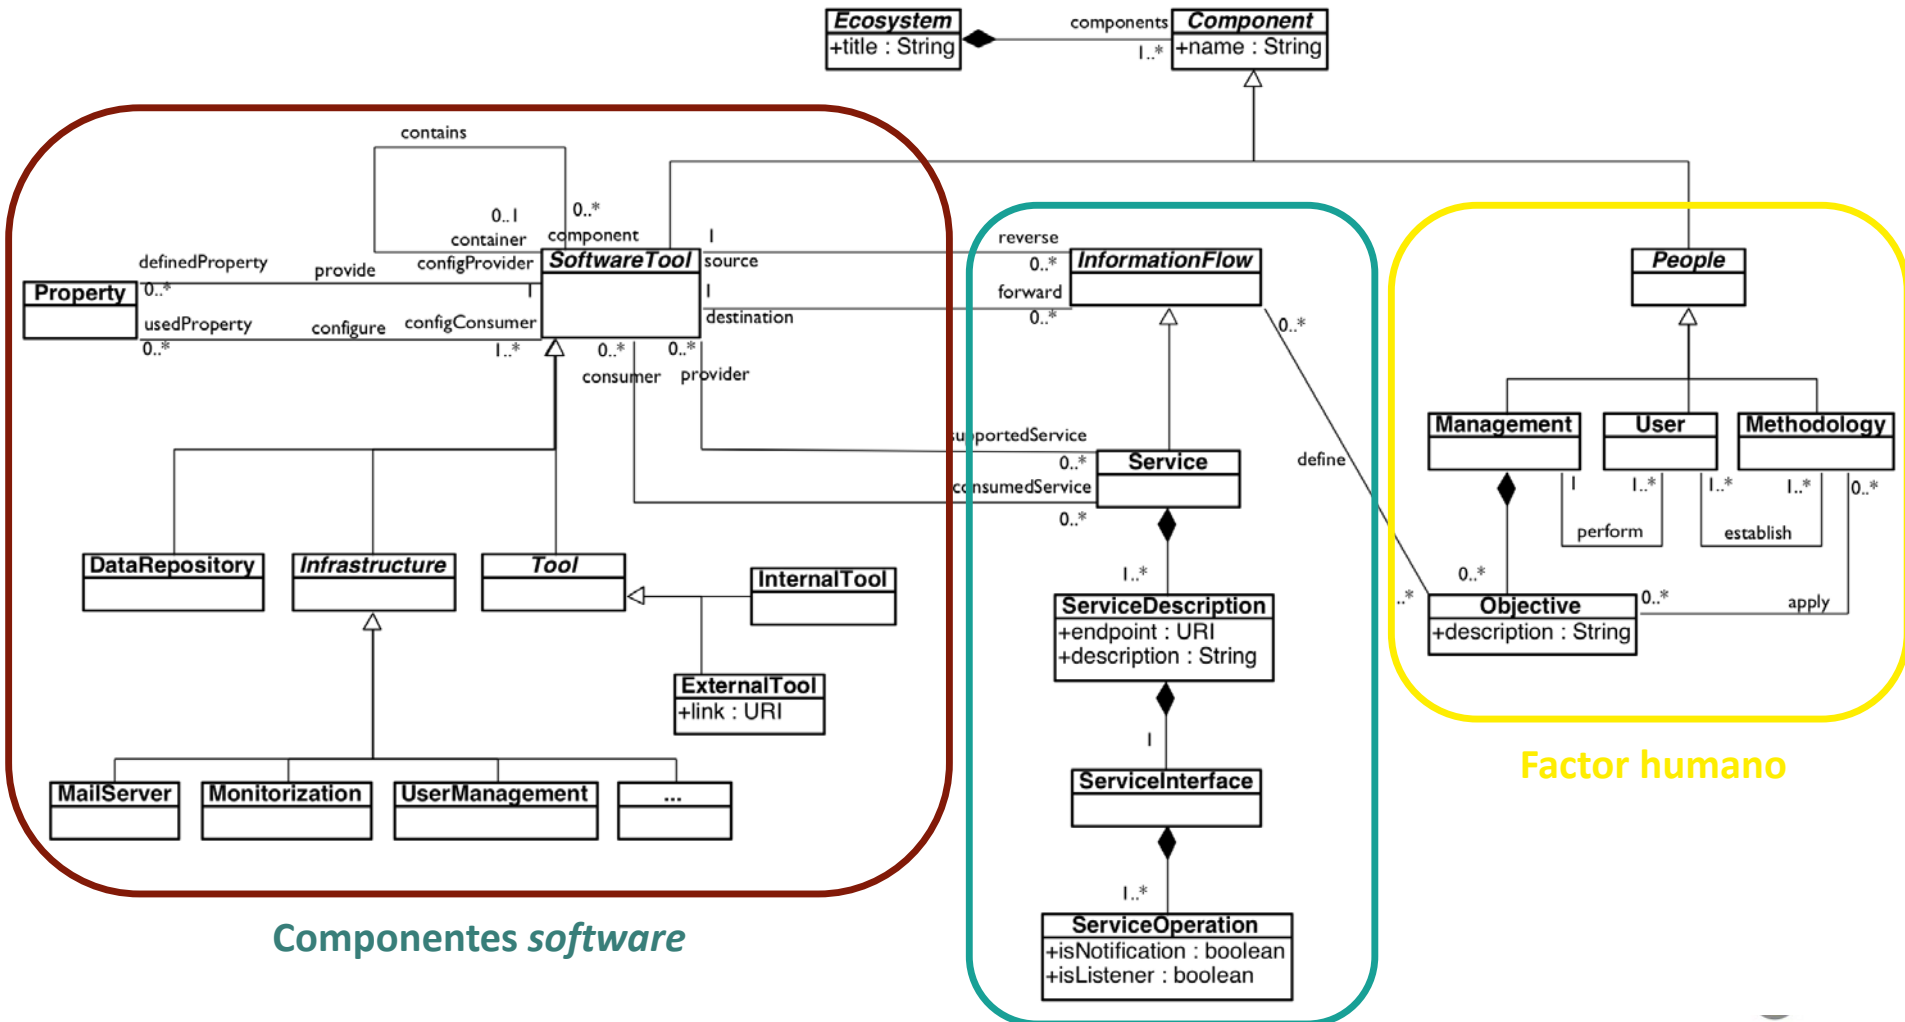 Ecosystem
+title : String
components
1..*
Component
+name : String
contains
0..1
0..*
container
component
definedProperty
provide
configProvider
SoftwareTool
1
source
reverse
0..*
InformationFlow
People
Property
0..*
1
1
forward
usedProperty
configure
configConsumer
destination
0..*
0..*
0..*
1..*
0..*
0..*
consumer
provider
supportedService
0..*
Service
consumedService
0..*
define
Management
User
Methodology
1
1..*
1..*
1..*
0..*
perform
establish
DataRepository
Infrastructure
Tool
InternalTool
1..*
0..*
..*
ServiceDescription
+endpoint : URI
+description : String
Objective
+description : String
0..*
apply
ExternalTool
+link : URI
1
ServiceInterface
Factor humano
MailServer
Monitorization
UserManagement
...
1..*
ServiceOperation
+isNotification : boolean
+isListener : boolean
Componentes software